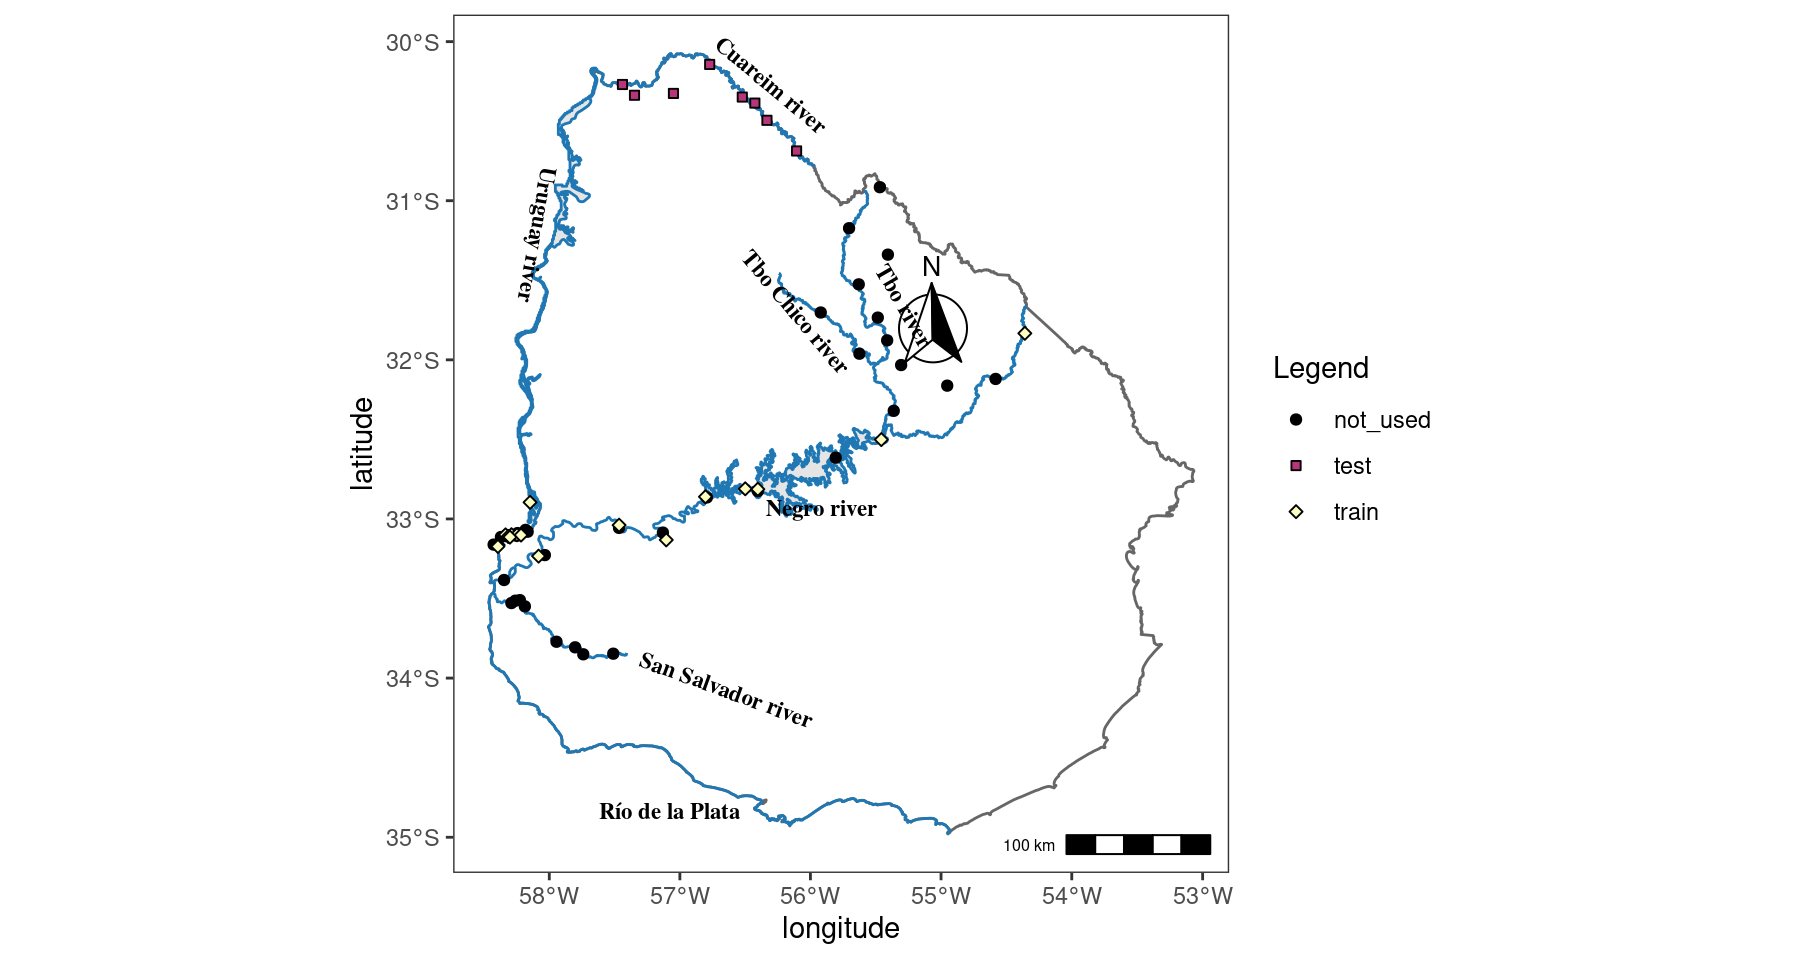 30°S
31°S
32°S
33°S
34°S
35°S
latitude
58°W
57°W
56°W
55°W
54°W
53°W
longitude
Cuareim river
Uruguay river
Tbo Chico river
Tbo river
N
Negro river
San Salvador river
Río de la Plata
100 km
Legend
not_used
test
train